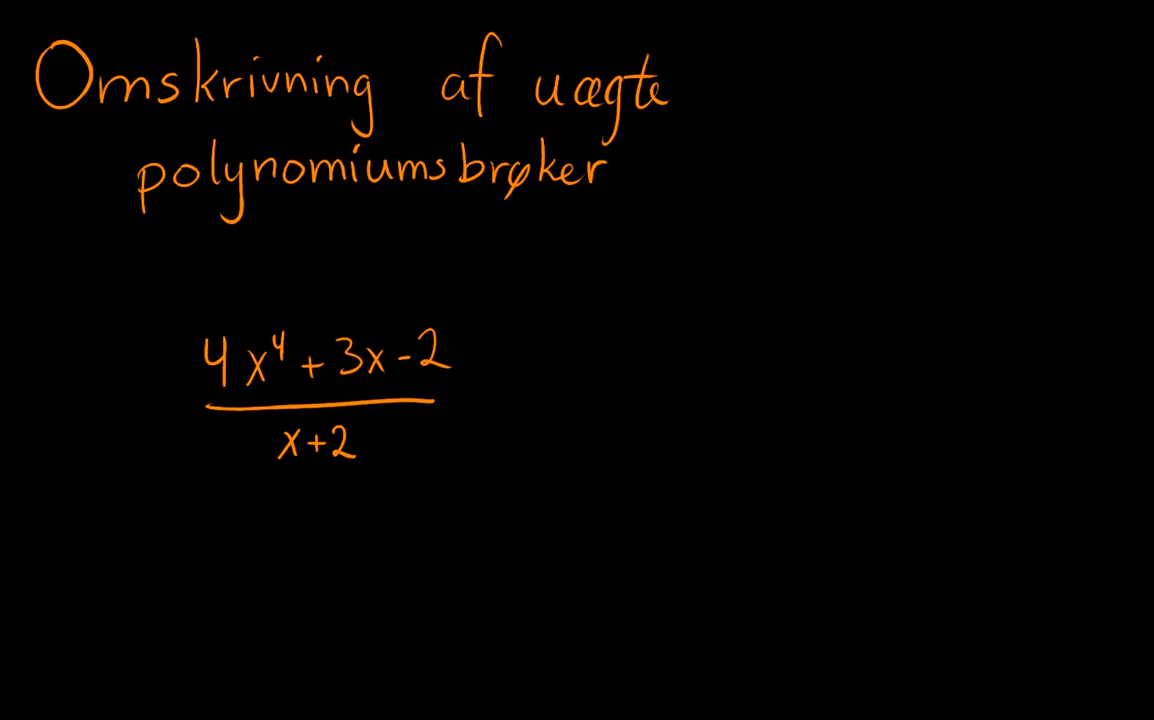 Omskrivning af uægte
polynomiumsbrøker
4x⁴ + 3x - 2
x + 2